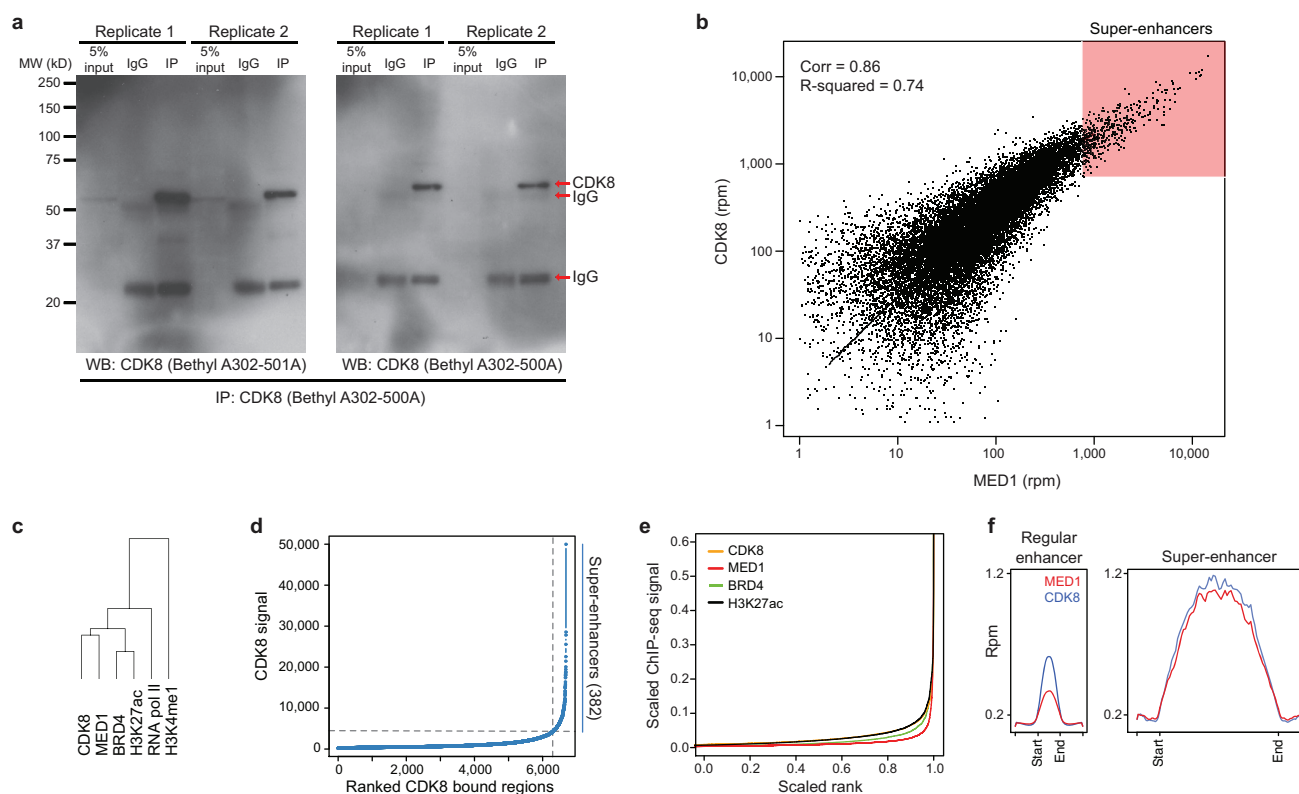 a
Replicate 1 Replicate 2 Replicate 1 Replicate 2
MW (kD) 5% input IgG IP 5% input IgG IP 5% input IgG IP 5% input IgG IP
250
150
100
75
50
37
20
CDK8
IgG
IgG
WB: CDK8 (Bethyl A302-501A) WB: CDK8 (Bethyl A302-500A)
IP: CDK8 (Bethyl A302-500A)
b
Super-enhancers
Corr = 0.86
R-squared = 0.74
CDK8 (rpm)
10,000
1,000
100
10
1
1 10 100 1,000 10,000
MED1 (rpm)
c
CDK8
MED1
BRD4
H3K27ac
RNA pol II
H3K4me1
d
CDK8 signal
50,000
40,000
30,000
20,000
10,000
0
0 2,000 4,000 6,000
Ranked CDK8 bound regions
Super-enhancers (382)
e
Scaled ChIP-seq signal
0.6
0.5
0.4
0.3
0.2
0.1
0.0
CDK8
MED1
BRD4
H3K27ac
0.0 0.2 0.4 0.6 0.8 1.0
Scaled rank
f
Regular enhancer
Super-enhancer
MED1
CDK8
Rpm
1.2
0.2
Start End
1.2
0.2
Start End